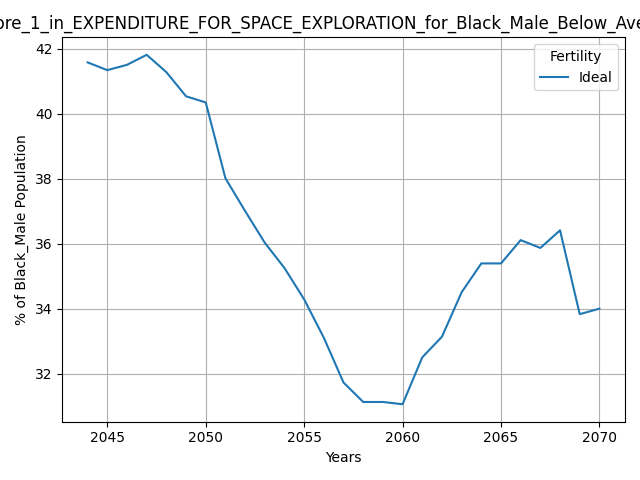 ore_1_in_EXPENDITURE_FOR_SPACE_EXPLORATION_for_Black_Male_Below_Ave
Fertility
Ideal
% of Black_Male Population
42
40
38
36
34
32
2045 2050 2055 2060 2065 2070
Years